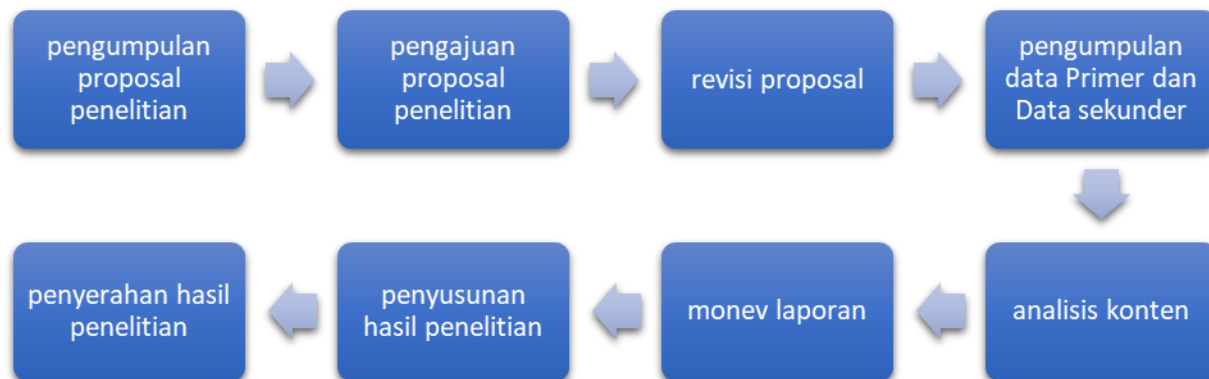 pengumpulan
proposal
penelitian
pengajuan
proposal
penelitian
revisi proposal
pengumpulan
data Primer dan
Data sekunder
analisis konten
monev laporan
penyusunan
hasil penelitian
penyerahan hasil
penelitian